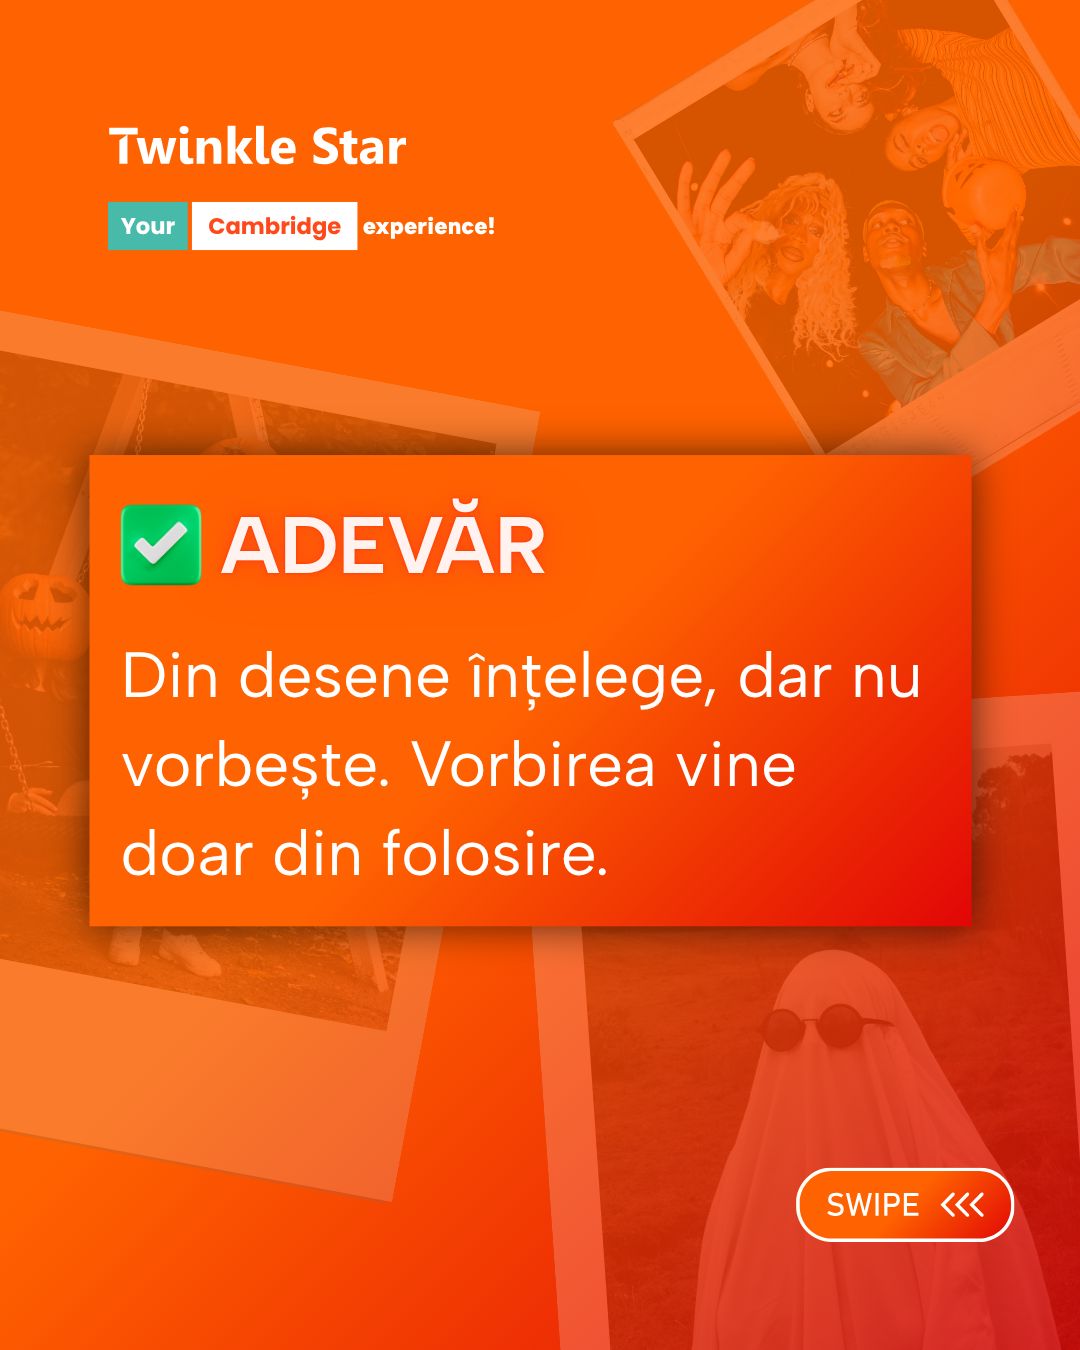 Twinkle Star
Your Cambridge experience!
ADEVĂR
Din desene înțelege, dar nu
vorbește. Vorbirea vine
doar din folosire.
SWIPE